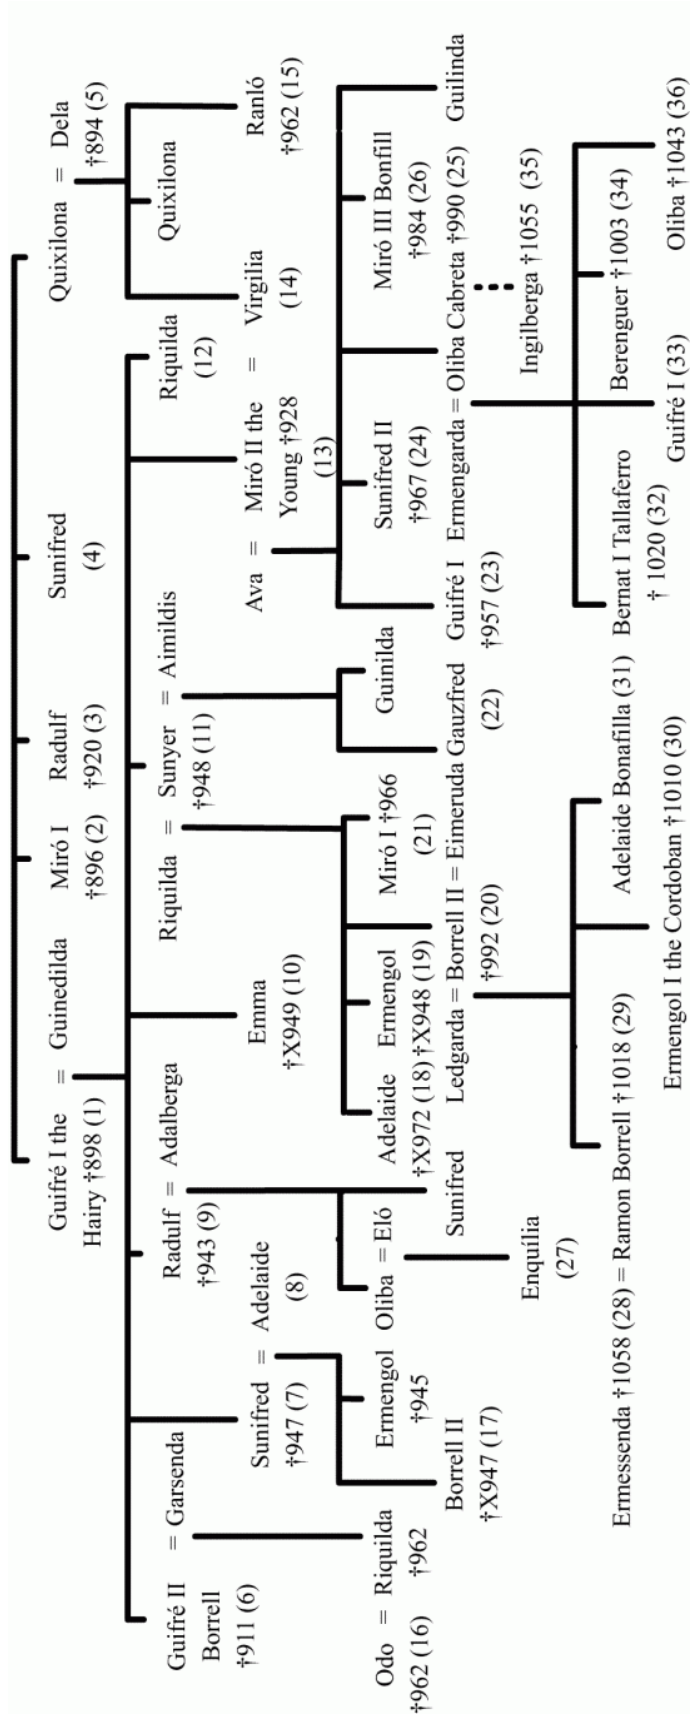 Guifré I the = Guinedilda
Hairy †898 (1)
Miró I
†896 (2)
Radulf
†920 (3)
Sunifred
(4)
Quixilona = Dela
†894 (5)
Guifré II = Garsenda
Borrell
†911 (6)
Sunifred = Adelaide
†947 (7)
(8)
Radulf = Adalberga
†943 (9)
Emma
†X949 (10)
Riquilda = Sunyer = Aimildis
†948 (11)
Riquilda
(12)
Ava = Miró II the = Virgilia
Young †928
(13)
(14)
Quixilona
Ranló
†962 (15)
Odo = Riquilda
†962 (16)
†962
Ermengol
†945
Borrell II
†X947 (17)
Oliba = Eló
Sunifred
Enquília
(27)
Adelaide
†X972 (18)
Ermengol
†X948 (19)
Miró I †966
(21)
Ledgarda = Borrell II = Eimeruda
†992 (20)
Guinilda
Gauzfred
(22)
Guifré I
†957 (23)
Sunifred II
†967 (24)
Ermengarda = Oliba Cabreta †990 (25)
Miró III Bonfill
†984 (26)
Guilinda
Ingilberga †1055 (35)
Ermessenda †1058 (28) = Ramon Borrell †1018 (29)
Ermengol I the Cordoban †1010 (30)
Adelaide Bonafilla (31)
Bernat I Tallaferro
† 1020 (32)
Guifré I (33)
Berenguer †1003 (34)
Oliba †1043 (36)